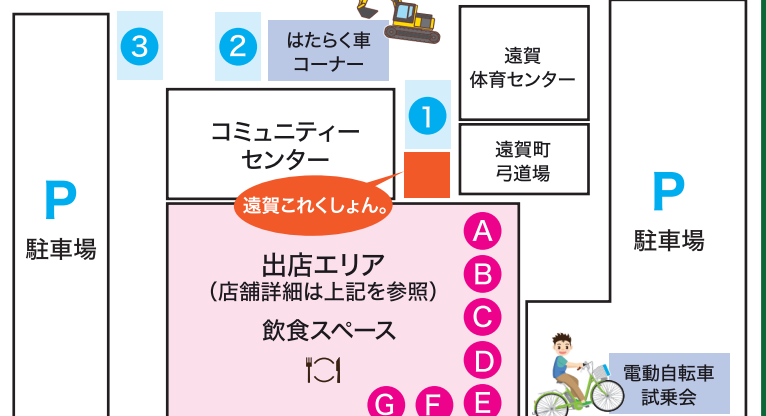 3
2
はたらく車
コーナー
遠賀
体育センター
1
コミュニティー
センター
遠賀町
弓道場
P
駐車場
遠賀これくしょん。
P
駐車場
出店エリア
(店舗詳細は上記を参照)
飲食スペース
A
B
C
D
E
F
G
電動自転車
試乗会